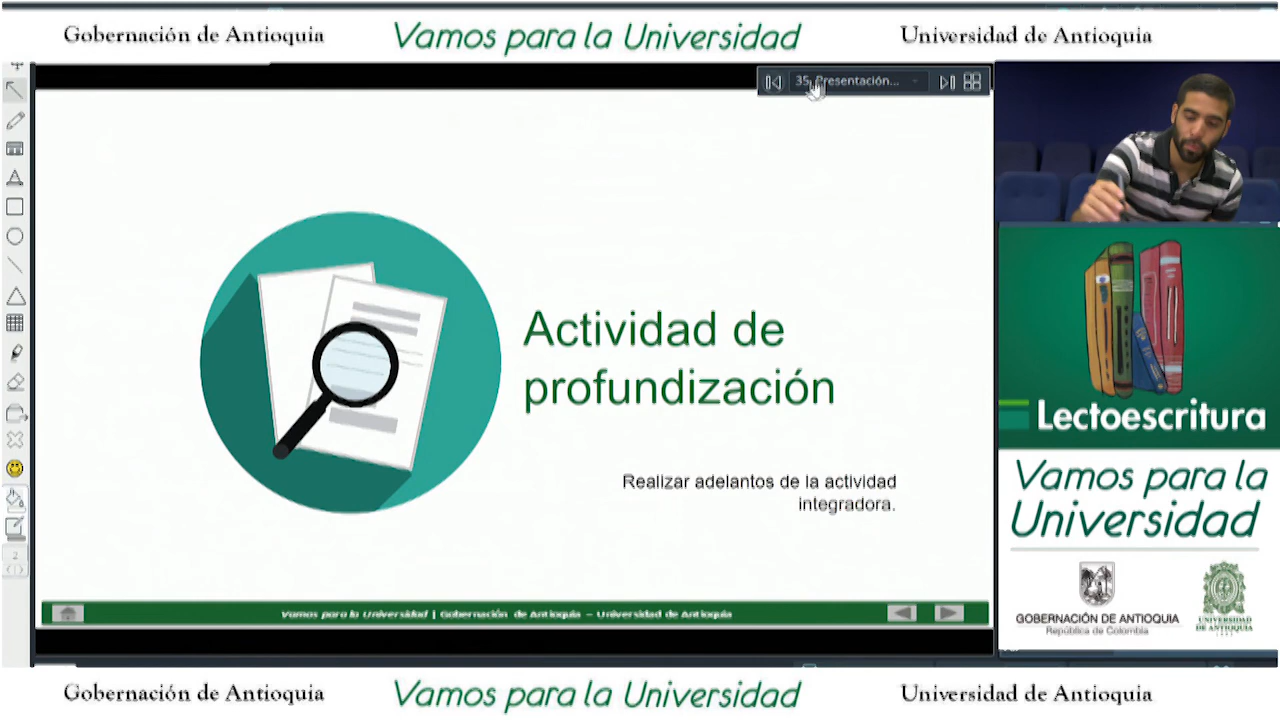 Gobernación de Antioquia Vamos para la Universidad Universidad de Antioquia
35. Presentación...
Actividad de
profundización
Realizar adelantos de la actividad
integradora.
Vamos para la Universidad | Gobernación de Antioquia – Universidad de Antioquia
Lectoescritura
Vamos para la
Universidad
GOBERNACIÓN DE ANTIOQUIA
República de Colombia
UNIVERSIDAD
DE ANTIOQUIA
2
Gobernación de Antioquia Vamos para la Universidad Universidad de Antioquia